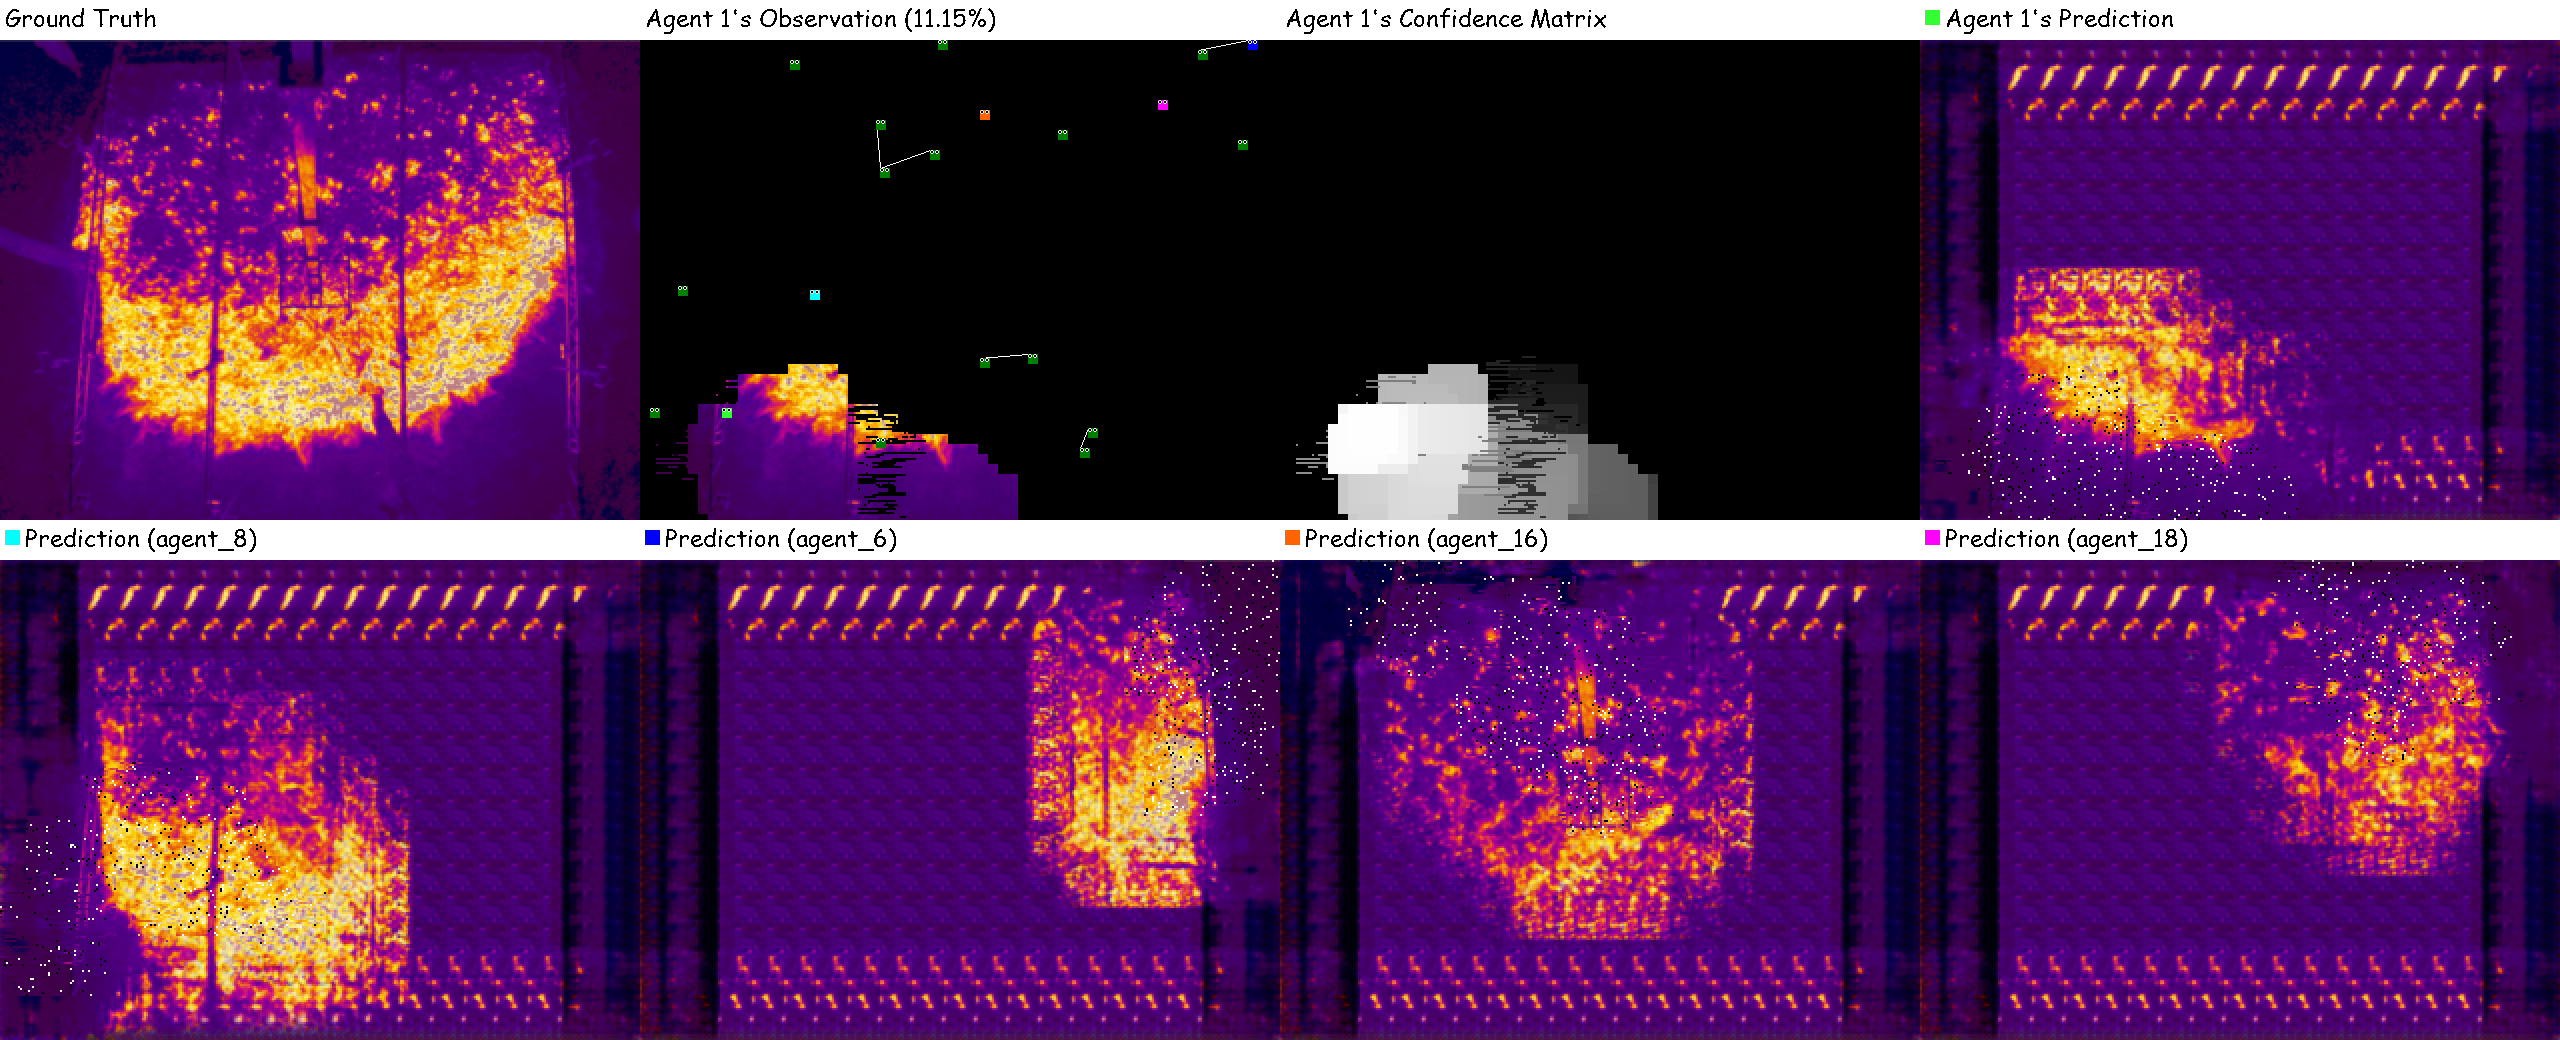 Ground Truth
Agent 1's Observation (11.15%)
Agent 1's Confidence Matrix
Agent 1's Prediction
Prediction (agent_8)
Prediction (agent_6)
Prediction (agent_16)
Prediction (agent_18)